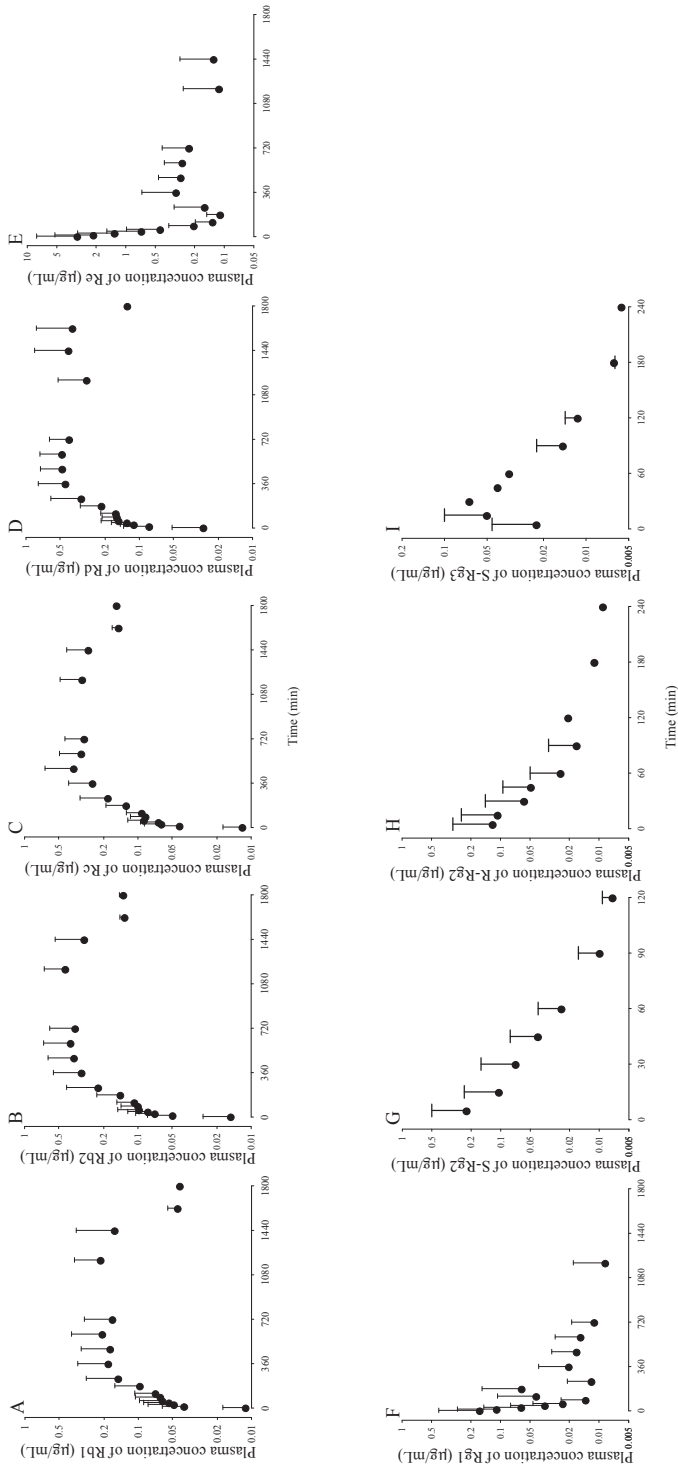 A
Plasma concetration of Rb1 (μg/mL)
1
0.5
0.2
0.1
0.05
0.02
0.01
0 360 720 1080 1440 1800
B
Plasma concetration of Rb2 (μg/mL)
1
0.5
0.2
0.1
0.05
0.02
0.01
0 360 720 1080 1440 1800
C
Plasma concetration of Rc (μg/mL)
1
0.5
0.2
0.1
0.05
0.02
0.01
0 360 720 1080 1440 1800
Time (min)
D
Plasma concetration of Rd (μg/mL)
1
0.5
0.2
0.1
0.05
0.02
0.01
0 360 720 1080 1440 1800
E
Plasma concetration of Re (μg/mL)
10
5
2
1
0.5
0.2
0.1
0.05
0 360 720 1080 1440 1800
F
Plasma concetration of Rg1 (μg/mL)
1
0.5
0.2
0.1
0.05
0.02
0.01
0.005
0 360 720 1080 1440 1800
G
Plasma concetration of S-Rg2 (μg/mL)
1
0.5
0.2
0.1
0.05
0.02
0.01
0.005
0 30 60 90 120
H
Plasma concetration of R-Rg2 (μg/mL)
1
0.5
0.2
0.1
0.05
0.02
0.01
0.005
0 60 120 180 240
Time (min)
I
Plasma concetration of S-Rg3 (μg/mL)
0.2
0.1
0.05
0.02
0.01
0.005
0 60 120 180 240